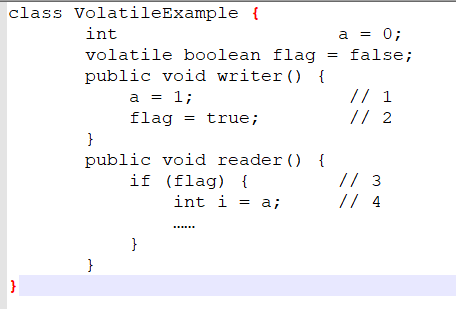 class VolatileExample {
int a = 0;
volatile boolean flag = false;
public void writer() {
a = 1; // 1
flag = true; // 2
}
public void reader() {
if (flag) { // 3
int i = a; // 4
……
}
}
}